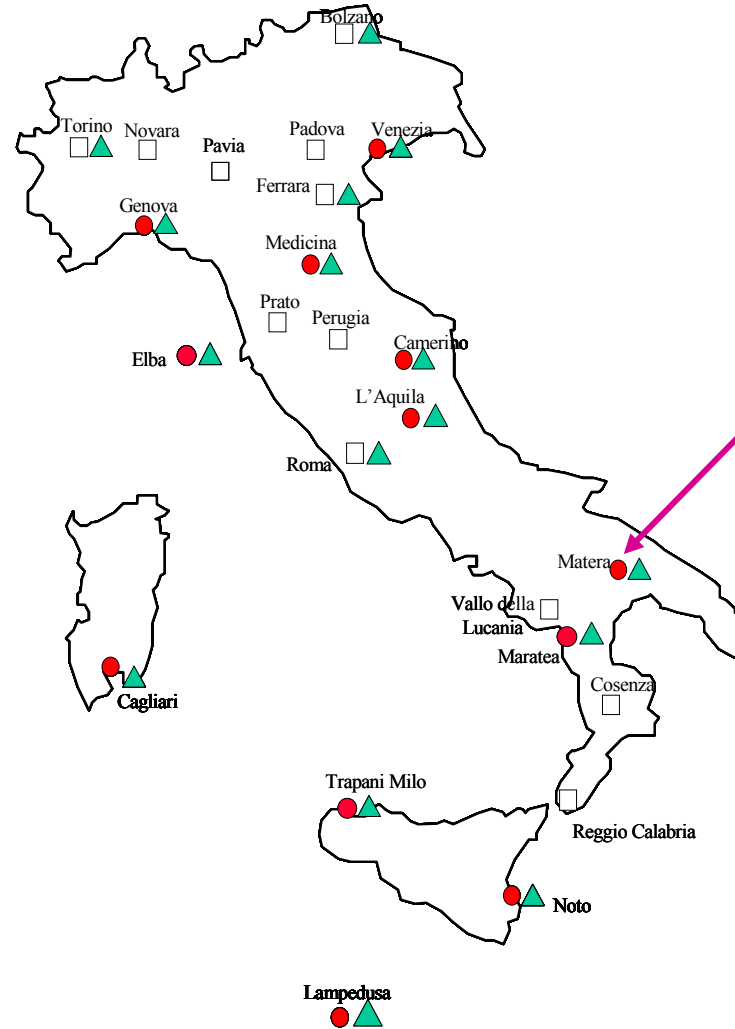 Bolzano
Torino
Novara
Pavia
Padova
Venezia
Ferrara
Genova
Medicina
Prato
Perugia
Camerino
Elba
L'Aquila
Roma
Matera
Vallo della
Lucania
Maratea
Cosenza
Cagliari
Trapani Milo
Reggio Calabria
Noto
Lampedusa